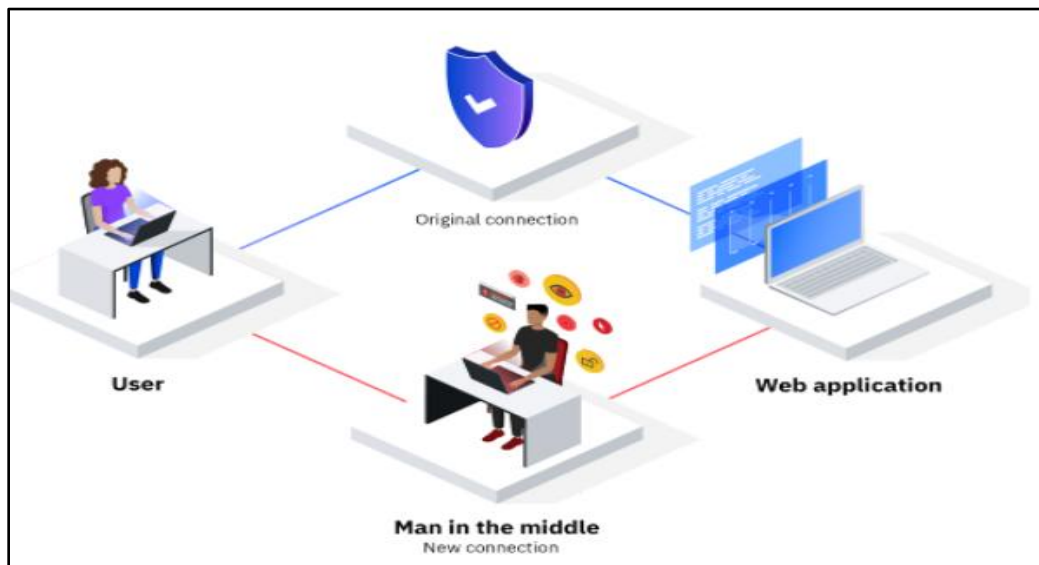 Original connection
User
Web application
Man in the middle
New connection